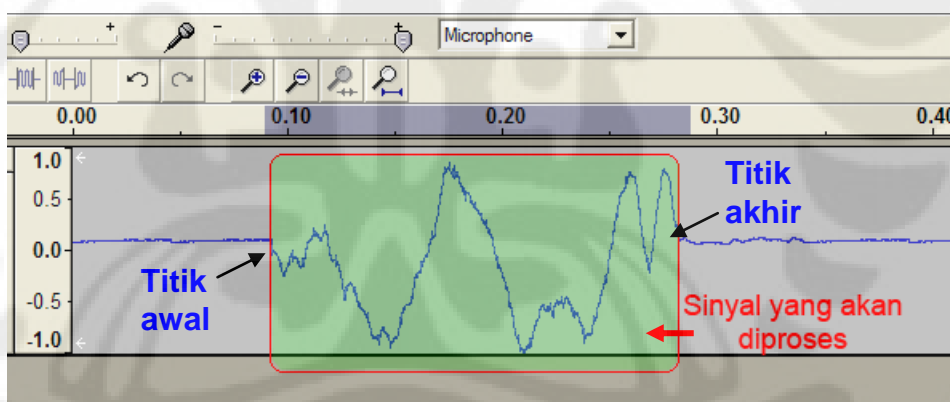 - + - +
Microphone
0.00 0.10 0.20 0.30 0.40
1.0
0.5
0.0
-0.5
-1.0
Titik
awal
Titik
akhir
Sinyal yang akan
diproses